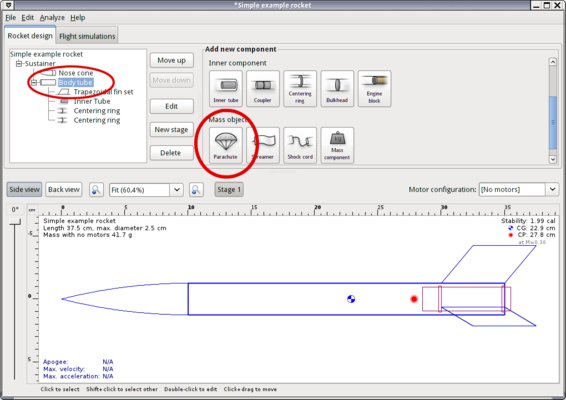 *Simple example rocket
File Edit Analyze Help
Rocket design Flight simulations
Simple example rocket
Sustainer
Nose cone
Body tube
Trapezoidal fin set
Inner Tube
Centering ring
Centering ring
Move up
Move down
Edit
New stage
Delete
Add new component
Inner component
Inner tube
Coupler
Centering
ring
Bulkhead
Engine
block
Mass object
Parachute
Streamer
Shock cord
Mass
component
Side view Back view Fit (60.4%) Stage 1 Motor configuration: [No motors]
0°
cm 0 5 10 15 20 25 30 35
-5
0
5
Simple example rocket
Length 37.5 cm, max. diameter 2.5 cm
Mass with no motors 41.7 g
Stability: 1.99 cal
CG: 22.9 cm
CP: 27.8 cm
at M=0.30
Apogee: N/A
Max. velocity: N/A
Max. acceleration: N/A
Click to select Shift+click to select other Double-click to edit Click+drag to move